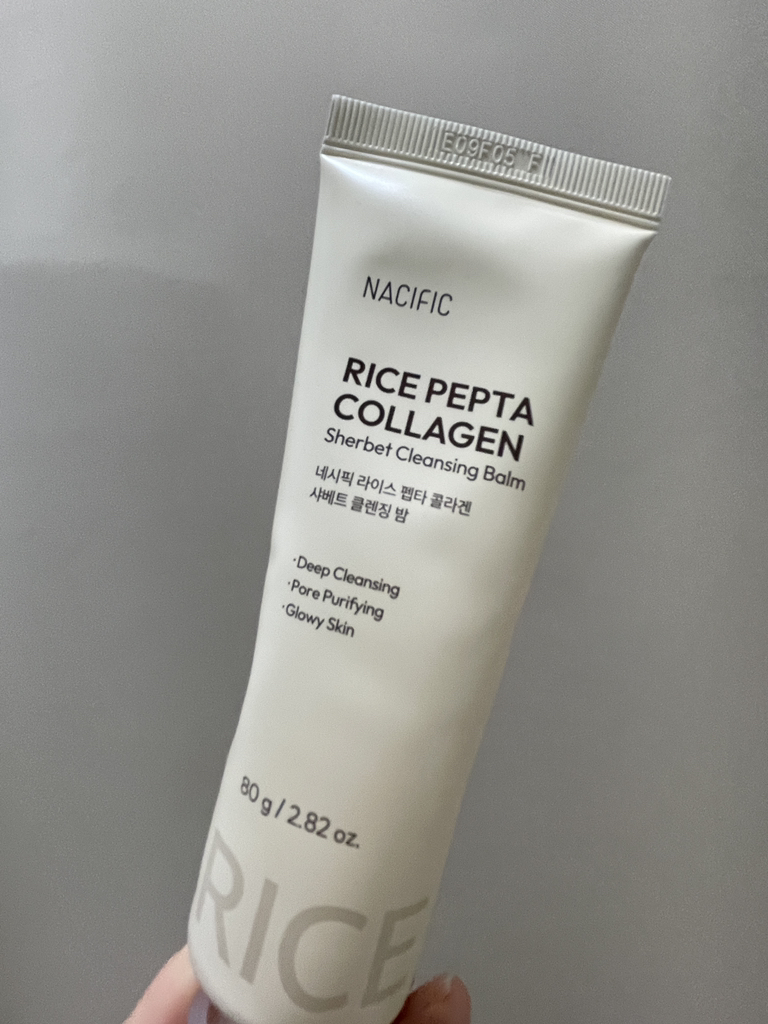 E09F05 F
NACIFIC
RICE PEPTA
COLLAGEN
Sherbet Cleansing Balm
네시픽 라이스 펩타 콜라겐
샤베트 클렌징 밤
·Deep Cleansing
·Pore Purifying
·Glowy Skin
80 g / 2.82 oz.
RICE